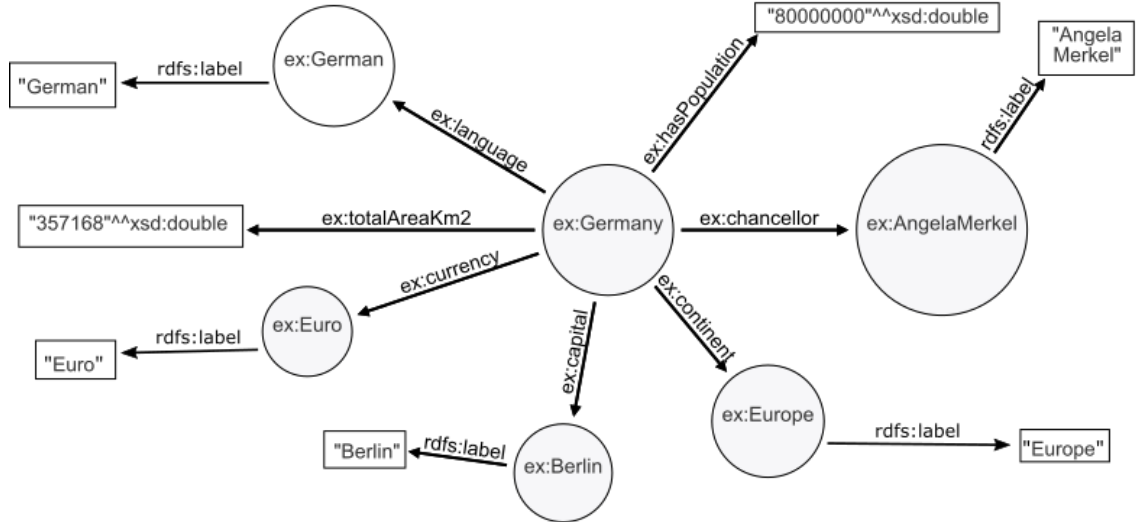 "80000000"^^xsd:double
"Angela
Merkel"
ex:German
rdfs:label
"German"
ex:language
ex:hasPopulation
rdfs:label
"357168"^^xsd:double
ex:totalAreaKm2
ex:Germany
ex:chancellor
ex:AngelaMerkel
ex:currency
ex:continent
ex:Euro
rdfs:label
"Euro"
ex:capital
ex:Europe
rdfs:label
"Europe"
"Berlin"
rdfs:label
ex:Berlin